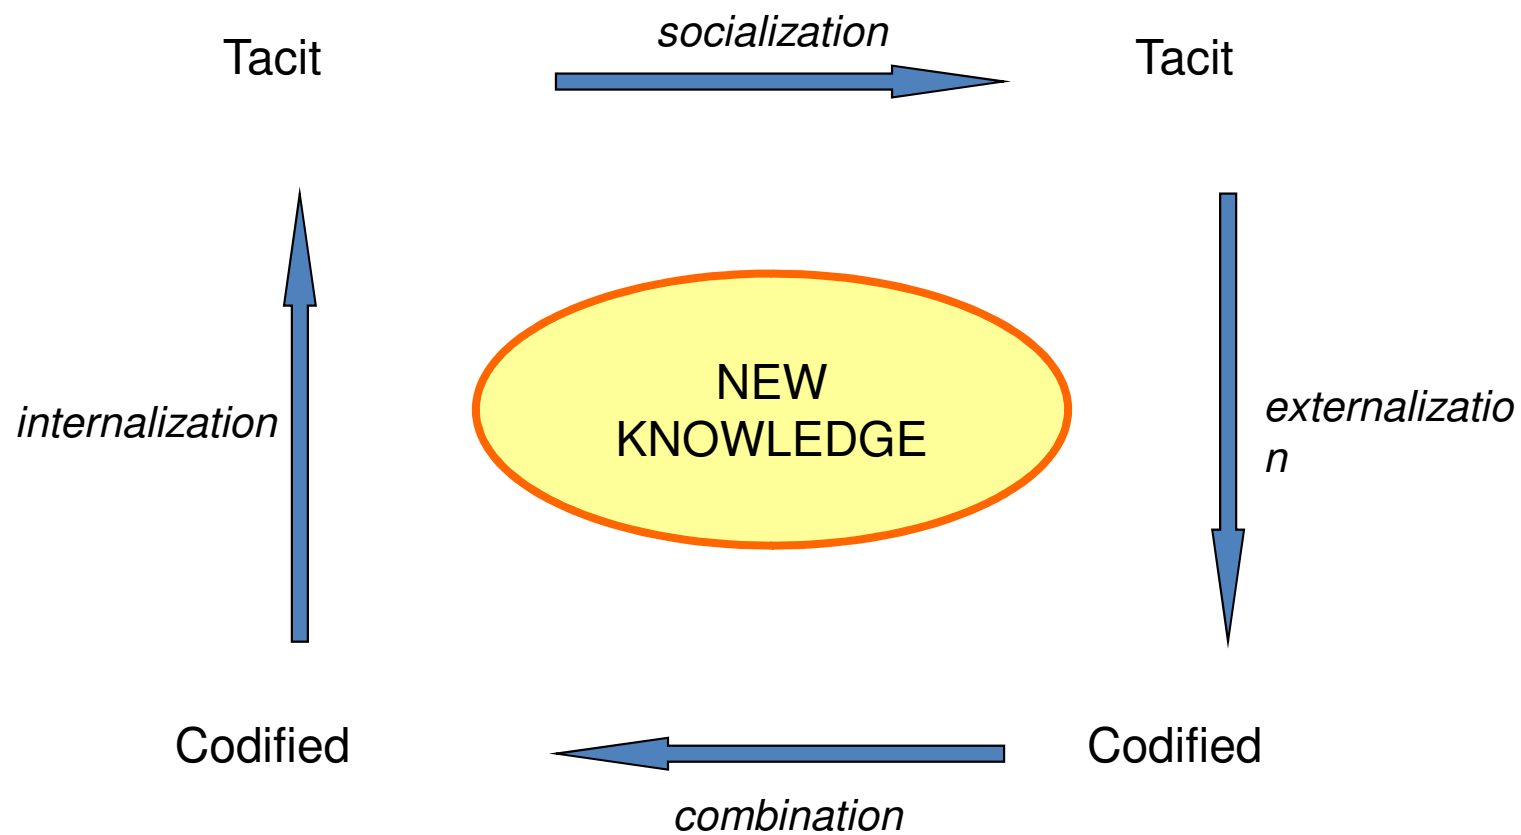 socialization
Tacit
Tacit
NEW
KNOWLEDGE
internalization
externalizatio
n
Codified
Codified
combination